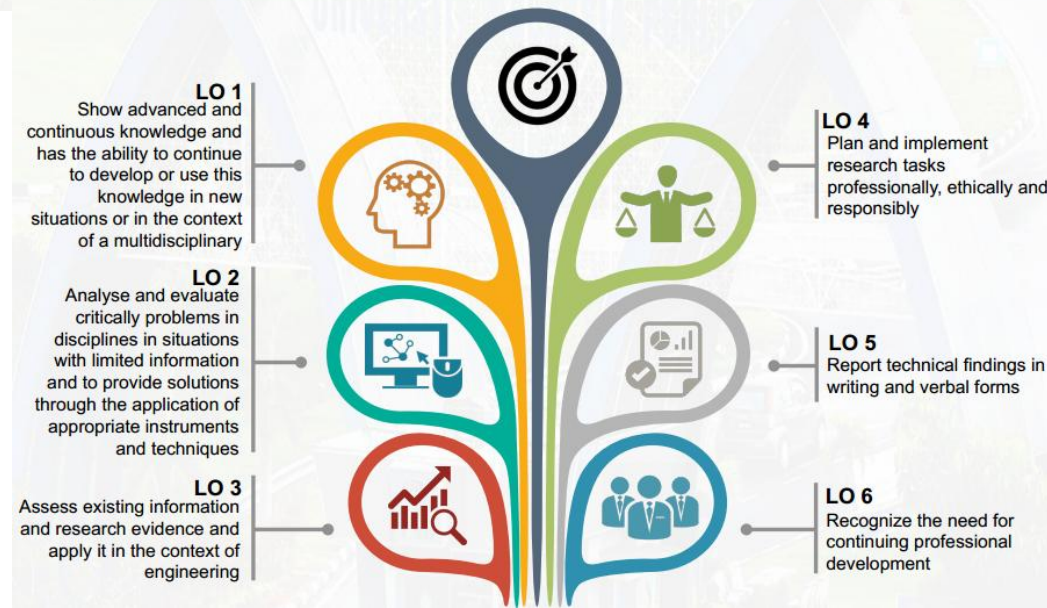 LO 1
Show advanced and
continuous knowledge and
has the ability to continue
to develop or use this
knowledge in new
situations or in the context
of a multidisciplinary
LO 2
Analyse and evaluate
critically problems in
disciplines in situations
with limited information
and to provide solutions
through the application of
appropriate instruments
and techniques
LO 3
Assess existing information
and research evidence and
apply it in the context of
engineering
LO 4
Plan and implement
research tasks
professionally, ethically and
responsibly
LO 5
Report technical findings in
writing and verbal forms
LO 6
Recognize the need for
continuing professional
development